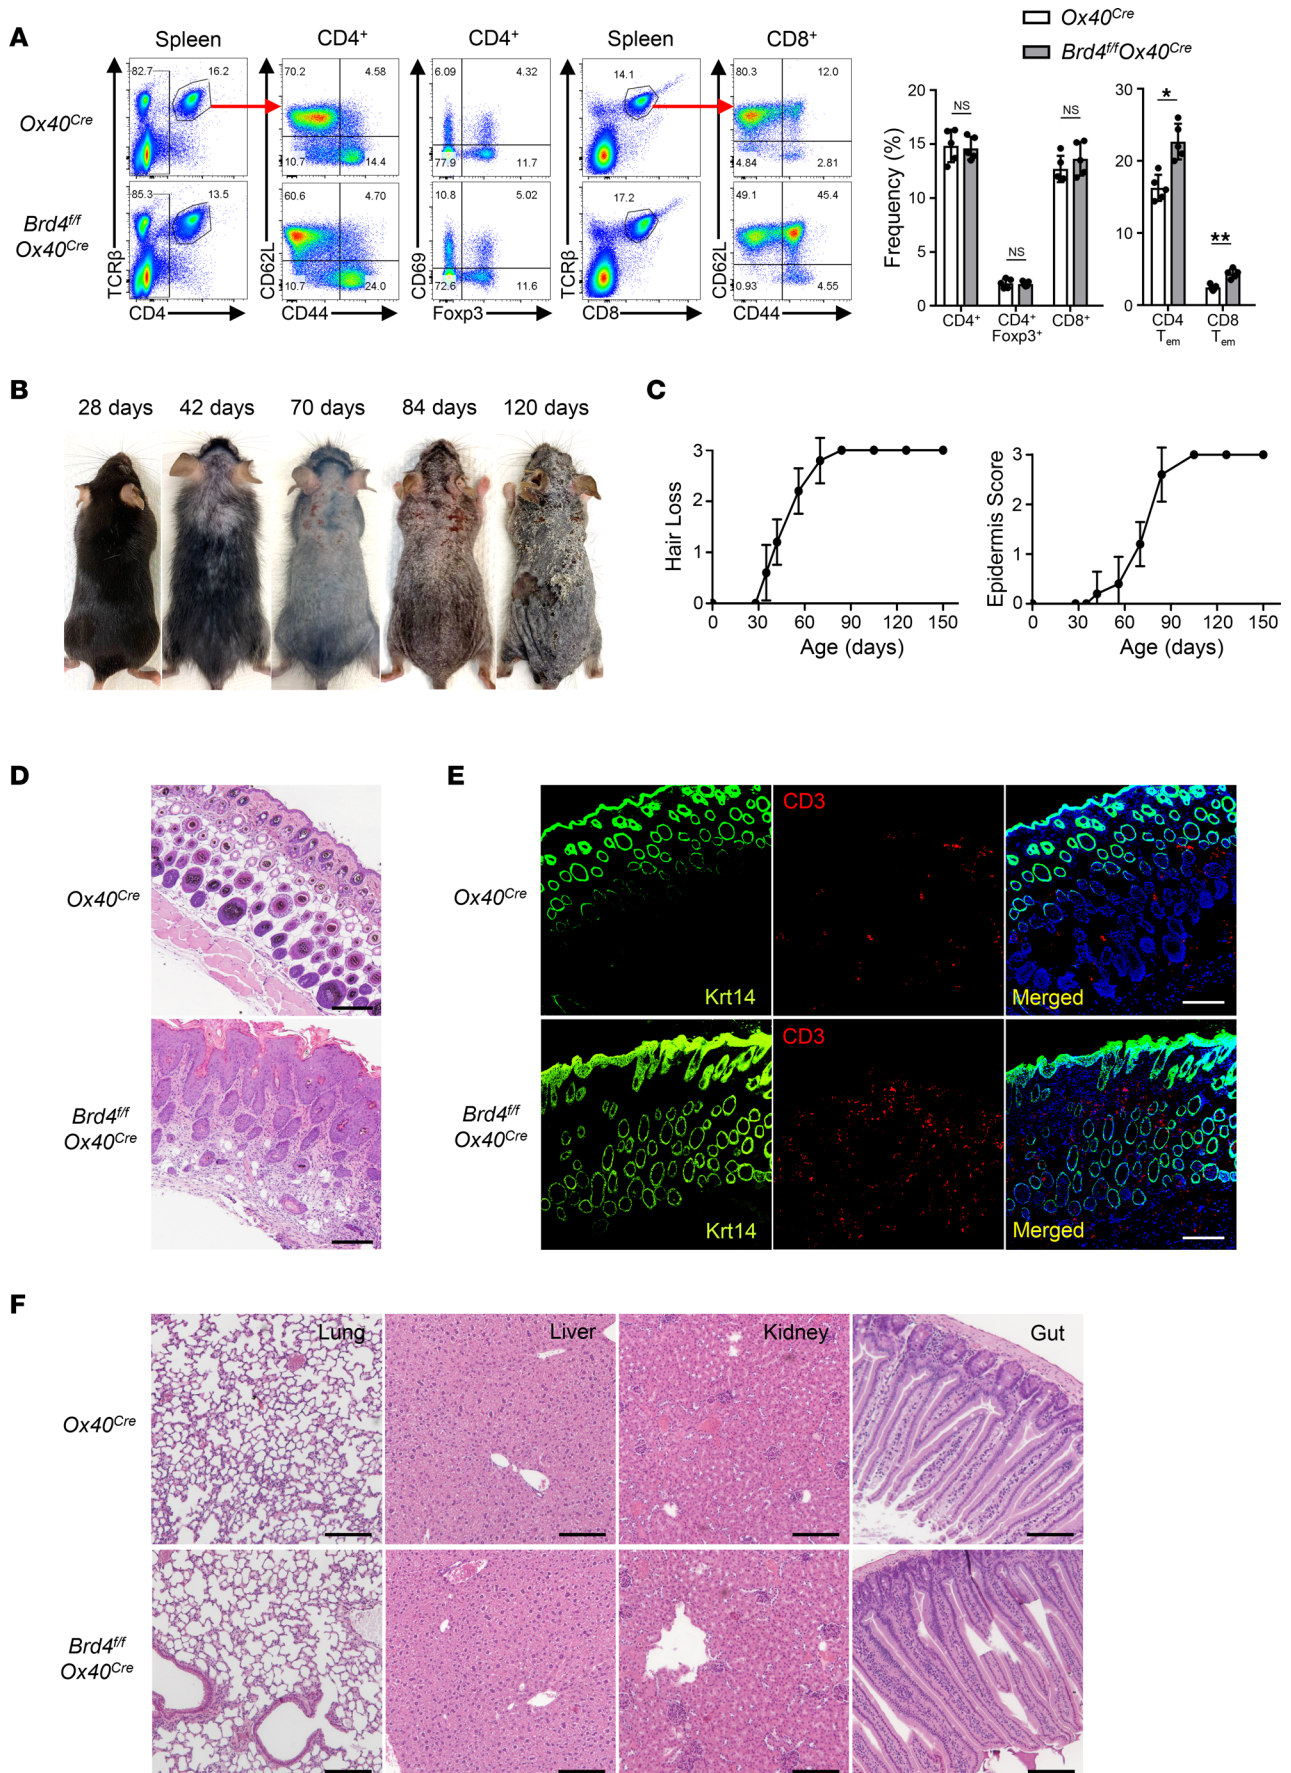 Ox40Cre
Brd4f/fOx40Cre
A
Spleen
CD4+
CD4+
Spleen
CD8+
Ox40Cre
82.7
16.2
70.2
4.58
10.7
14.4
6.09
4.32
77.9
11.7
14.1
80.3
12.0
4.84
2.81
Brd4f/f
Ox40Cre
85.3
13.5
60.6
4.70
10.7
24.0
10.8
5.02
72.6
11.6
17.2
49.1
45.4
0.93
4.55
TCRβ
CD4
CD62L
CD44
CD69
Foxp3
TCRβ
CD8
CD62L
CD44
Frequency (%)
20
15
10
5
0
NS
NS
NS
CD4+
CD4+
Foxp3+
CD8+
30
20
10
0
*
**
CD4
Tem
CD8
Tem
B
28 days
42 days
70 days
84 days
120 days
C
Hair Loss
3
2
1
0
0
30
60
90
120
150
Age (days)
Epidermis Score
3
2
1
0
0
30
60
90
120
150
Age (days)
D
Ox40Cre
Brd4f/f
Ox40Cre
E
Ox40Cre
Krt14
CD3
Merged
Brd4f/f
Ox40Cre
Krt14
CD3
Merged
F
Lung
Liver
Kidney
Gut
Ox40Cre
Brd4f/f
Ox40Cre